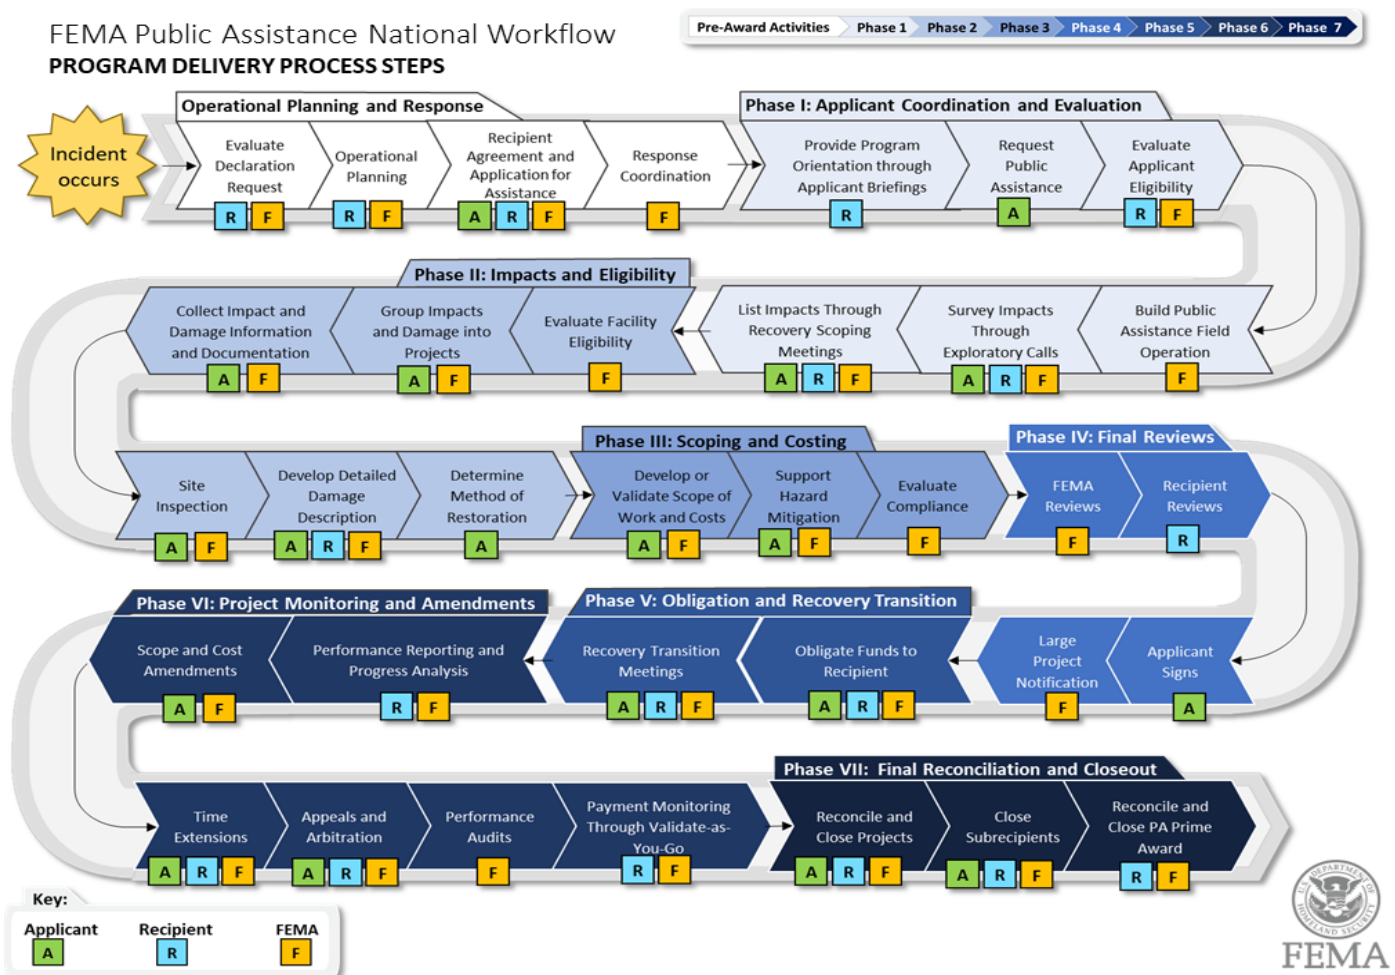 FEMA Public Assistance National Workflow
PROGRAM DELIVERY PROCESS STEPS
Pre-Award Activities Phase 1 Phase 2 Phase 3 Phase 4 Phase 5 Phase 6 Phase 7
Incident
occurs
Operational Planning and Response
Evaluate
Declaration
Request
R F
Operational
Planning
R F
Recipient
Agreement and
Application for
Assistance
A R F
Response
Coordination
F
Phase I: Applicant Coordination and Evaluation
Provide Program
Orientation through
Applicant Briefings
R
Request
Public
Assistance
A
Evaluate
Applicant
Eligibility
R F
Build Public
Assistance Field
Operation
F
Survey Impacts
Through
Exploratory Calls
A R F
List Impacts Through
Recovery Scoping
Meetings
A R F
Phase II: Impacts and Eligibility
Evaluate Facility
Eligibility
F
Group Impacts
and Damage into
Projects
A F
Collect Impact and
Damage Information
and Documentation
A F
Site
Inspection
A F
Develop Detailed
Damage
Description
A R F
Determine
Method of
Restoration
A
Phase III: Scoping and Costing
Develop or
Validate Scope of
Work and Costs
A F
Support
Hazard
Mitigation
A F
Evaluate
Compliance
F
Phase IV: Final Reviews
FEMA
Reviews
F
Recipient
Reviews
R
Applicant
Signs
A
Large
Project
Notification
F
Phase V: Obligation and Recovery Transition
Obligate Funds to
Recipient
A R F
Recovery Transition
Meetings
A R F
Phase VI: Project Monitoring and Amendments
Performance Reporting and
Progress Analysis
R F
Scope and Cost
Amendments
A F
Time
Extensions
A R F
Appeals and
Arbitration
A R F
Performance
Audits
F
Payment Monitoring
Through Validate-as-
You-Go
R F
Phase VII: Final Reconciliation and Closeout
Reconcile and
Close Projects
A R F
Close
Subrecipients
A R F
Reconcile and
Close PA Prime
Award
R F
Key:
Applicant
A
Recipient
R
FEMA
F
U.S. DEPARTMENT OF
HOMELAND SECURITY
FEMA